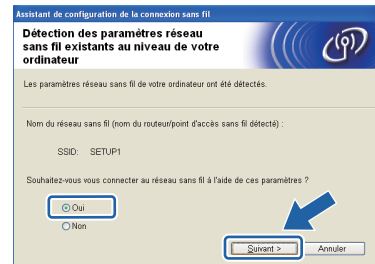 Assistant de configuration de la connexion sans fil
Détection des paramètres réseau
sans fil existants au niveau de votre
ordinateur
Les paramètres réseau sans fil de votre ordinateur ont été détectés.
Nom du réseau sans fil (nom du routeur/point d'accès sans fil détecté) :
SSID: SETUP1
Souhaitez-vous vous connecter au réseau sans fil à l'aide de ces paramètres ?
Oui
Non
Suivant >
Annuler